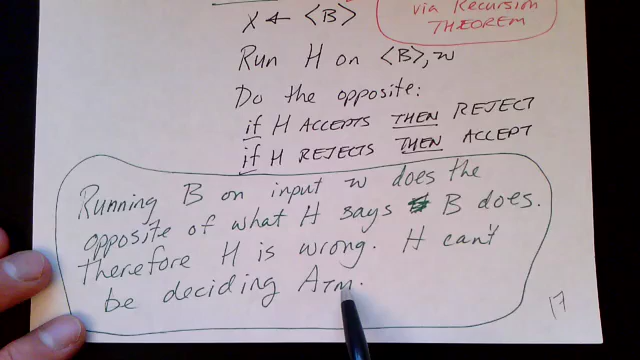 via Recursion
THEOREM
X ← <B>
Run H on <B>, w
Do the opposite:
if H ACCEPTS THEN REJECT
if H REJECTS THEN ACCEPT
Running B on input w does the
opposite of what H says B does.
Therefore H is wrong. H can't
be deciding ATM.
17